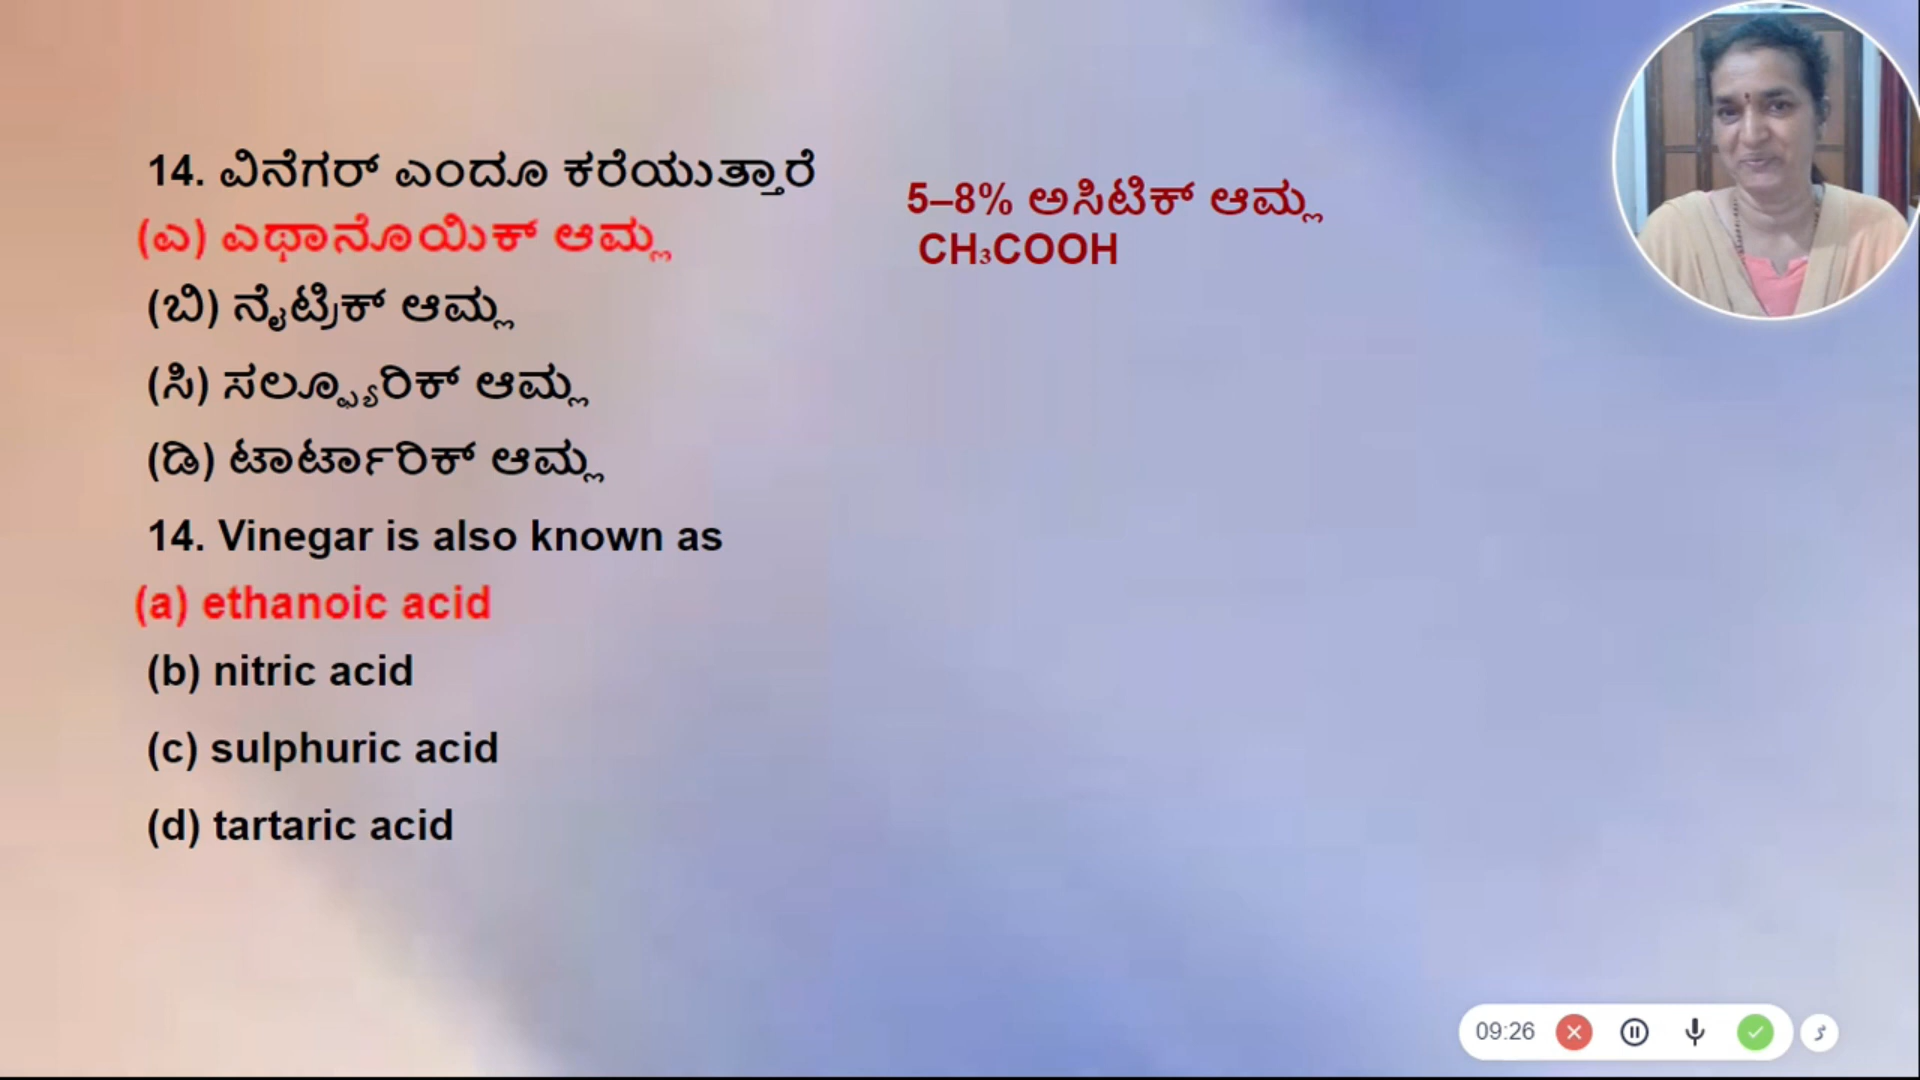 14. ವಿನೆಗರ್ ಎಂದೂ ಕರೆಯುತ್ತಾರೆ
(ಎ) ಎಥಾನೊಯಿಕ್ ಆಮ್ಲ
(ಬಿ) ನೈಟ್ರಿಕ್ ಆಮ್ಲ
(ಸಿ) ಸಲ್ಫ್ಯೂರಿಕ್ ಆಮ್ಲ
(ಡಿ) ಟಾರ್ಟಾರಿಕ್ ಆಮ್ಲ
14. Vinegar is also known as
(a) ethanoic acid
(b) nitric acid
(c) sulphuric acid
(d) tartaric acid
5–8% ಅಸಿಟಿಕ್ ಆಮ್ಲ
CH₃COOH
09:26